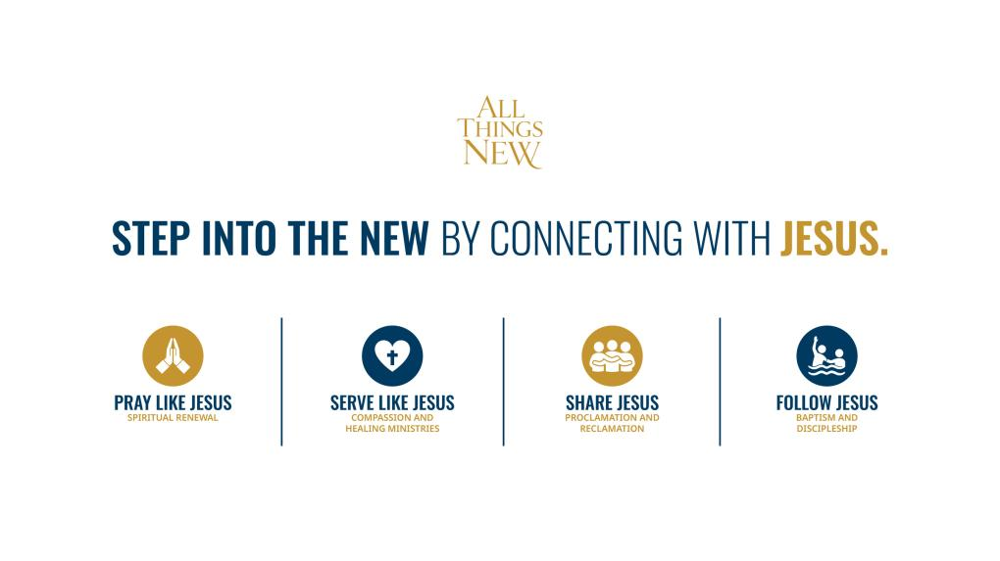 ALL
THINGS
NEW
STEP INTO THE NEW BY CONNECTING WITH JESUS.
PRAY LIKE JESUS
SPIRITUAL RENEWAL
SERVE LIKE JESUS
COMPASSION AND
HEALING MINISTRIES
SHARE JESUS
PROCLAMATION AND
RECLAMATION
FOLLOW JESUS
BAPTISM AND
DISCIPLESHIP